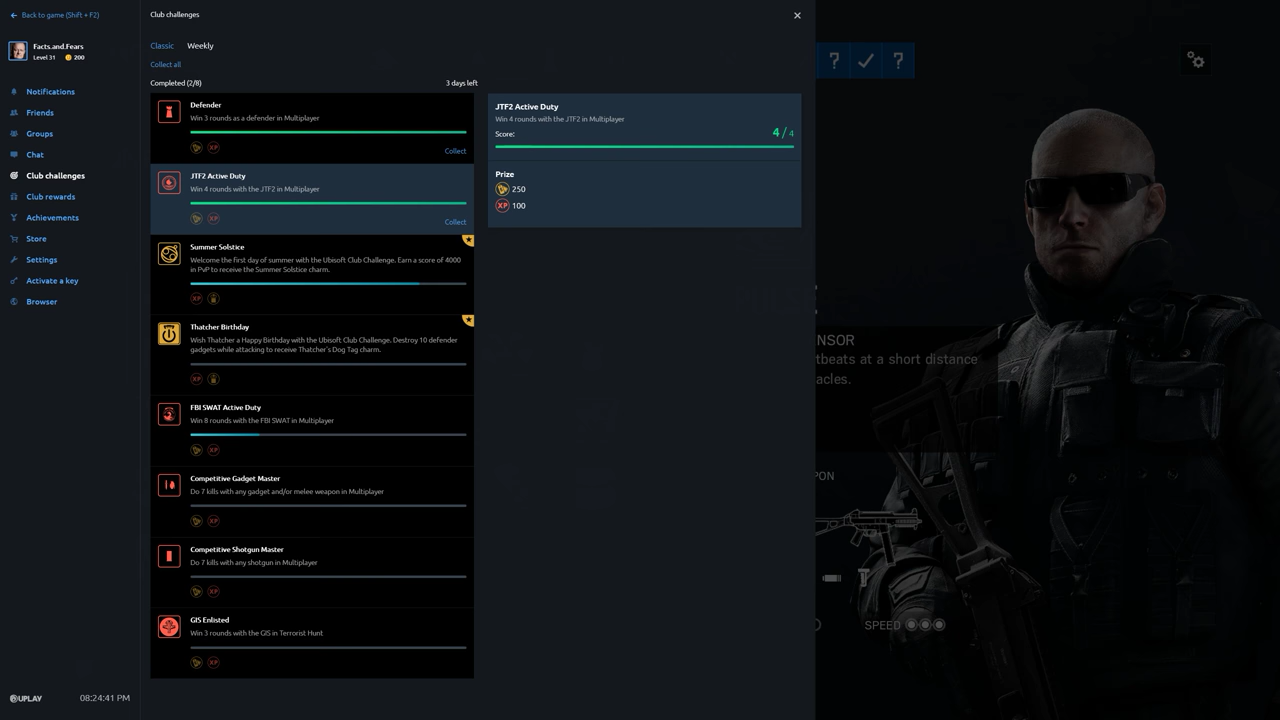 Back to game (Shift + F2)
Facts.and.Fears
Level 31 200
Notifications
Friends
Groups
Chat
Club challenges
Club rewards
Achievements
Store
Settings
Activate a key
Browser
UPLAY
08:24:41 PM
Club challenges
Classic Weekly
Collect all
Completed (2/8) 3 days left
Defender
Win 3 rounds as a defender in Multiplayer
XP
Collect
JTF2 Active Duty
Win 4 rounds with the JTF2 in Multiplayer
XP
Collect
Summer Solstice
Welcome the first day of summer with the Ubisoft Club Challenge. Earn a score of 4000
in PvP to receive the Summer Solstice charm.
XP
Thatcher Birthday
Wish Thatcher a Happy Birthday with the Ubisoft Club Challenge. Destroy 10 defender
gadgets while attacking to receive Thatcher's Dog Tag charm.
XP
FBI SWAT Active Duty
Win 8 rounds with the FBI SWAT in Multiplayer
XP
Competitive Gadget Master
Do 7 kills with any gadget and/or melee weapon in Multiplayer
XP
Competitive Shotgun Master
Do 7 kills with any shotgun in Multiplayer
XP
GIS Enlisted
Win 3 rounds with the GIS in Terrorist Hunt
XP
JTF2 Active Duty
Win 4 rounds with the JTF2 in Multiplayer
Score: 4 / 4
Prize
250
XP 100
? ?
NSOR
tbeats at a short distance
acles.
PON
SPEED